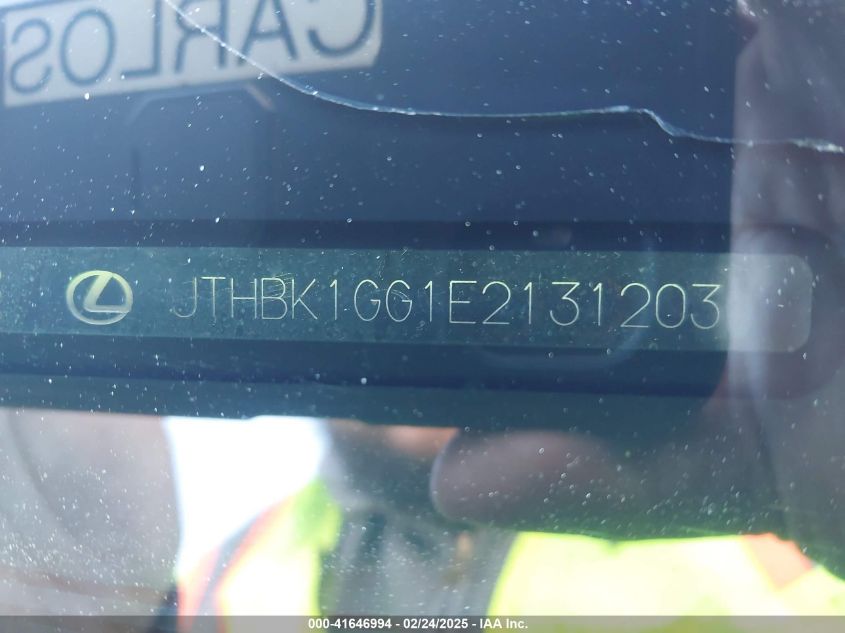 CARLOS
JTHBK1GG1E2131203
000-41646994 - 02/24/2025 - IAA Inc.